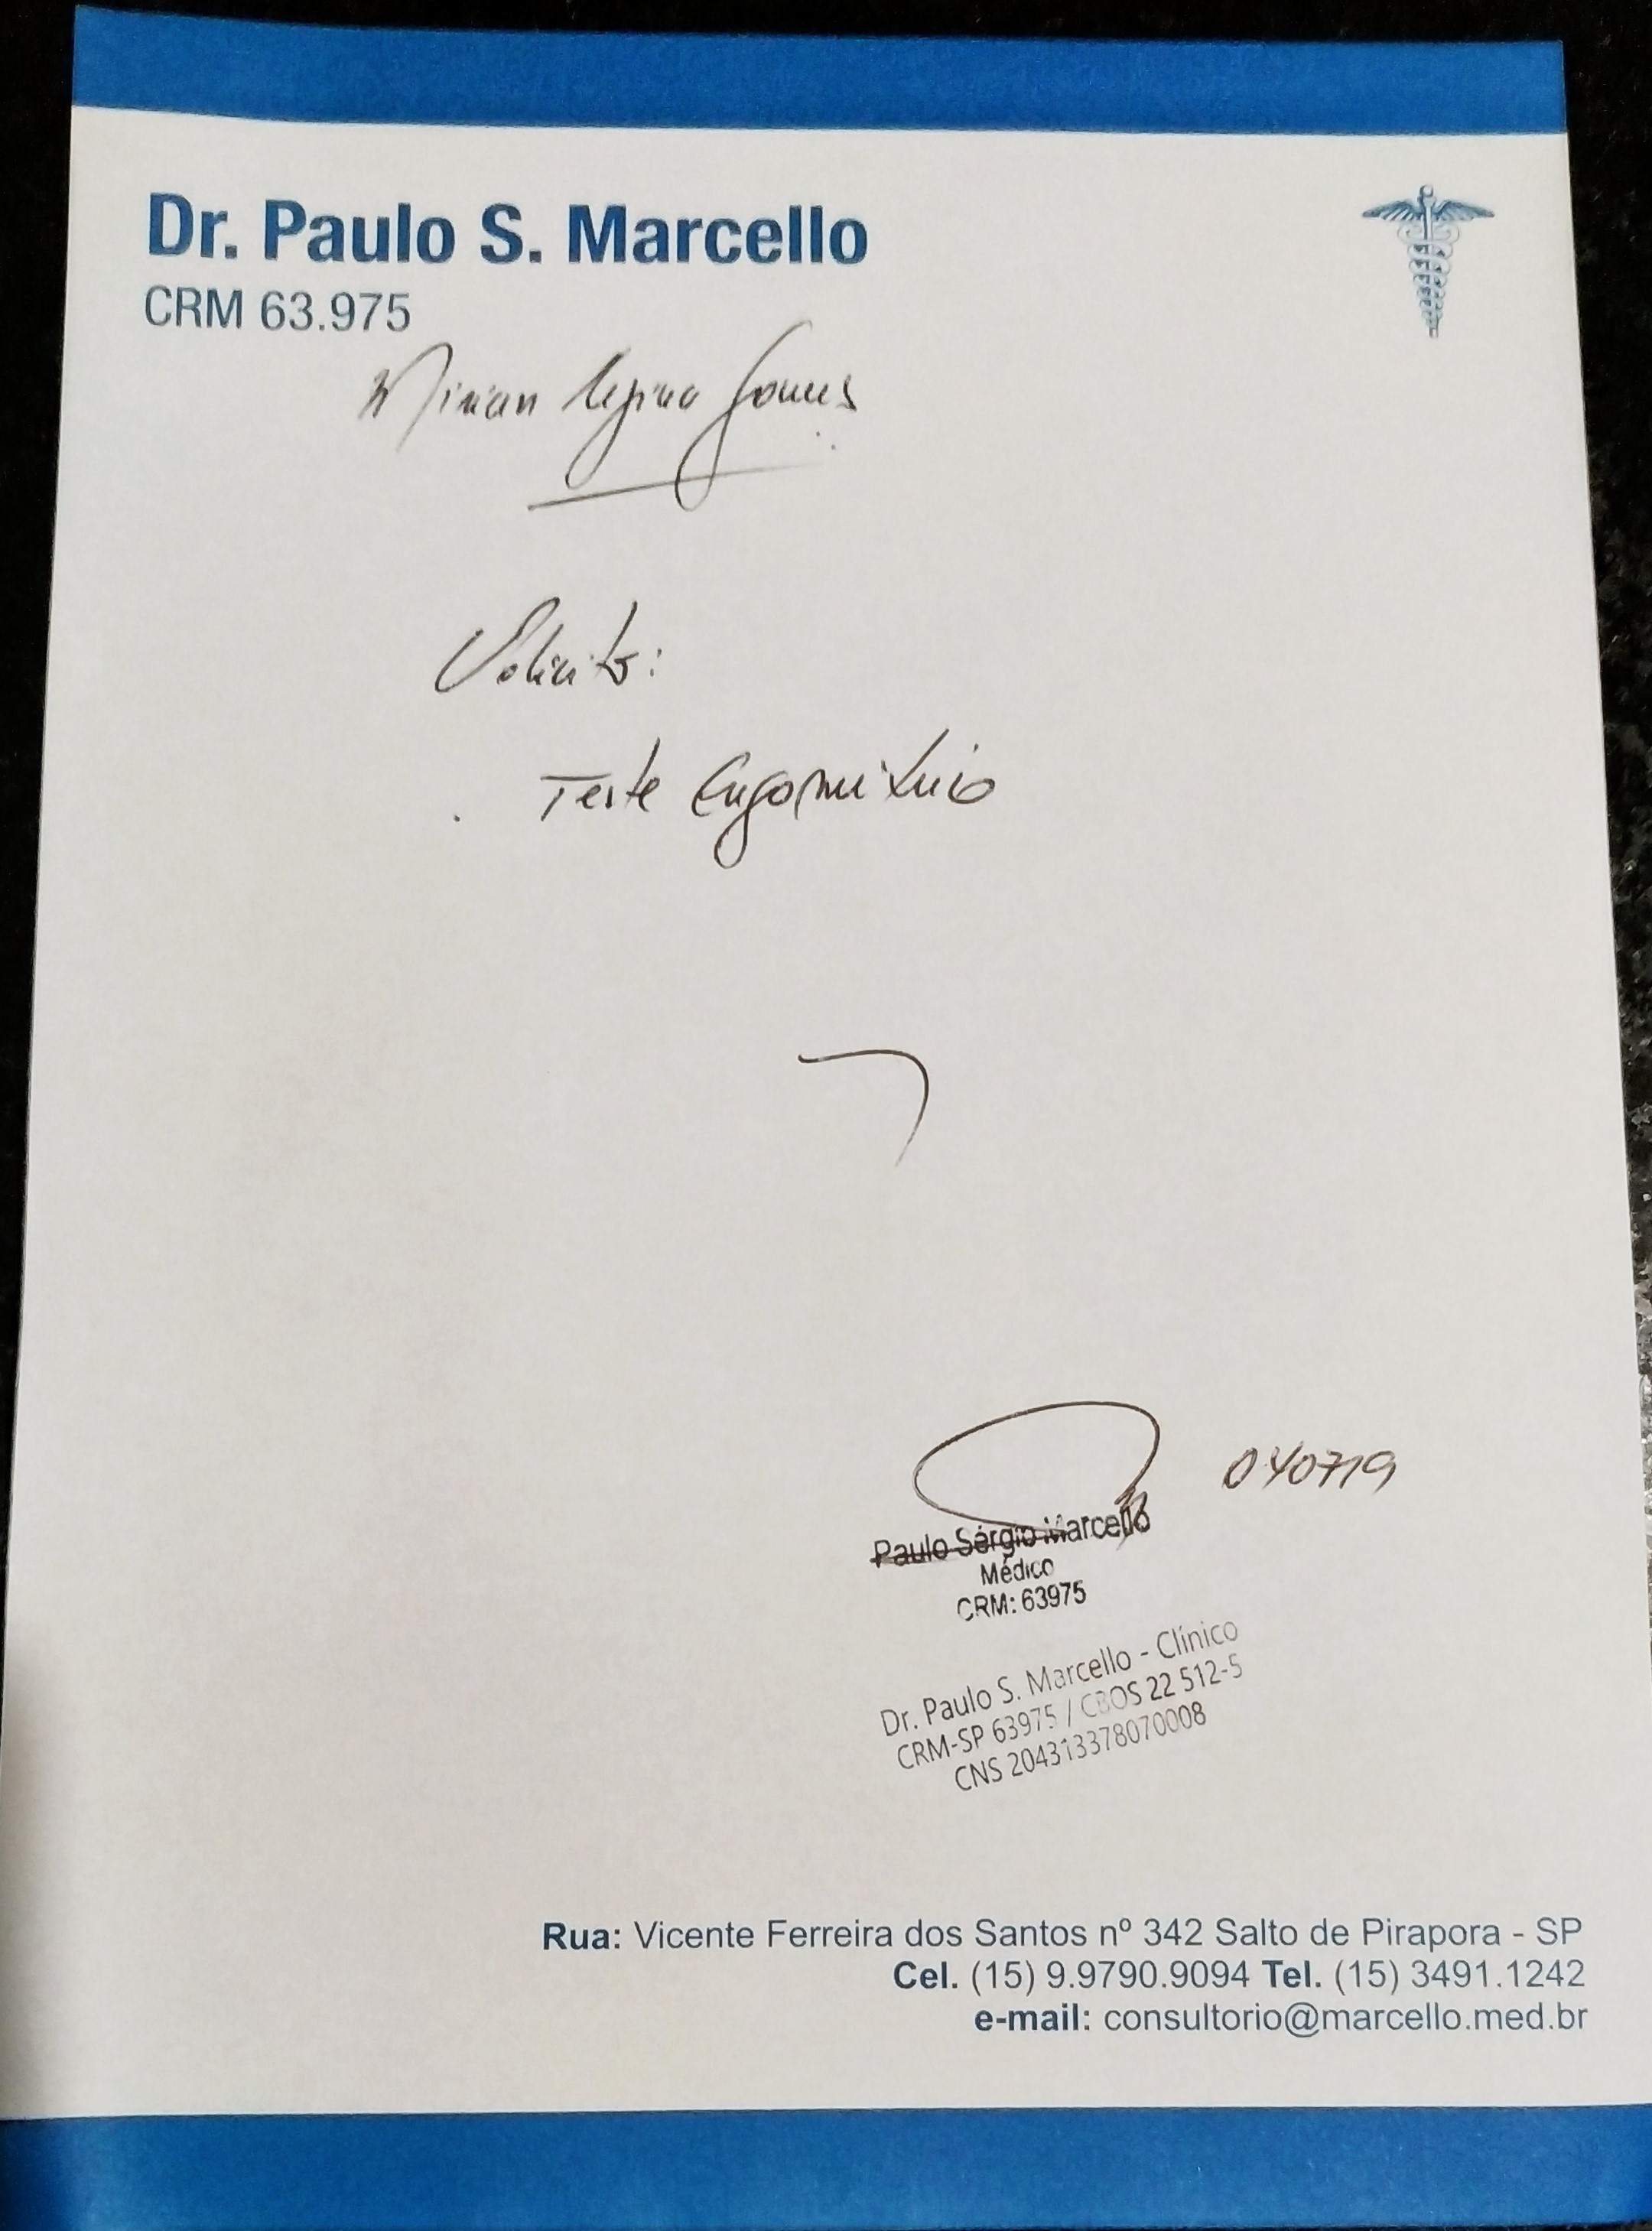 Dr. Paulo S. Marcello
CRM 63.975
Mirian Regina Gomes
Solicito:
Teste Ergométrico
040719
Paulo Sérgio Marcello
Médico
CRM: 63975
Dr. Paulo S. Marcello - Clínico
CRM-SP 63975 / CBOS 22 512-5
CNS 204313378070008
Rua: Vicente Ferreira dos Santos nº 342 Salto de Pirapora - SP
Cel. (15) 9.9790.9094 Tel. (15) 3491.1242
e-mail: consultorio@marcello.med.br